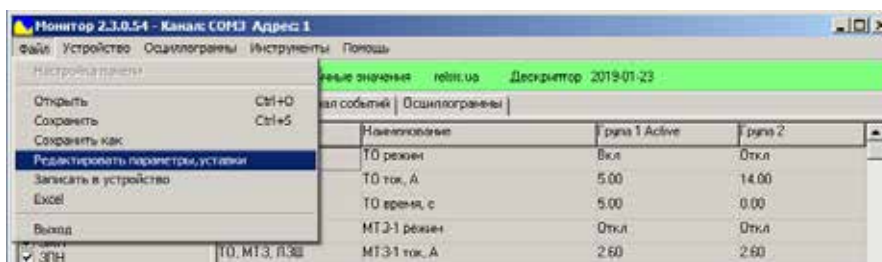 Монитор 2.3.0.54 - Канал: COM3 Адрес: 1
Файл Устройство Осциллограммы Инструменты Помощь
Настройка панели
чные значения relsis.ua Дескриптор 2019-01-23
Открыть Ctrl+O
ал событий Осциллограммы
Сохранить Ctrl+S
Сохранить как
Наименование Група 1 Active Група 2
Редактировать параметры, уставки
ТО режим Вкл Откл
Записать в устройство
ТО ток, А 5.00 14.00
Excel
ТО время, с 5.00 0.00
Выход
МТЗ-1 режим Откл Откл
ЗПН
ТО, МТЗ, ЛЗШ МТЗ-1 ток, А 2.60 2.60